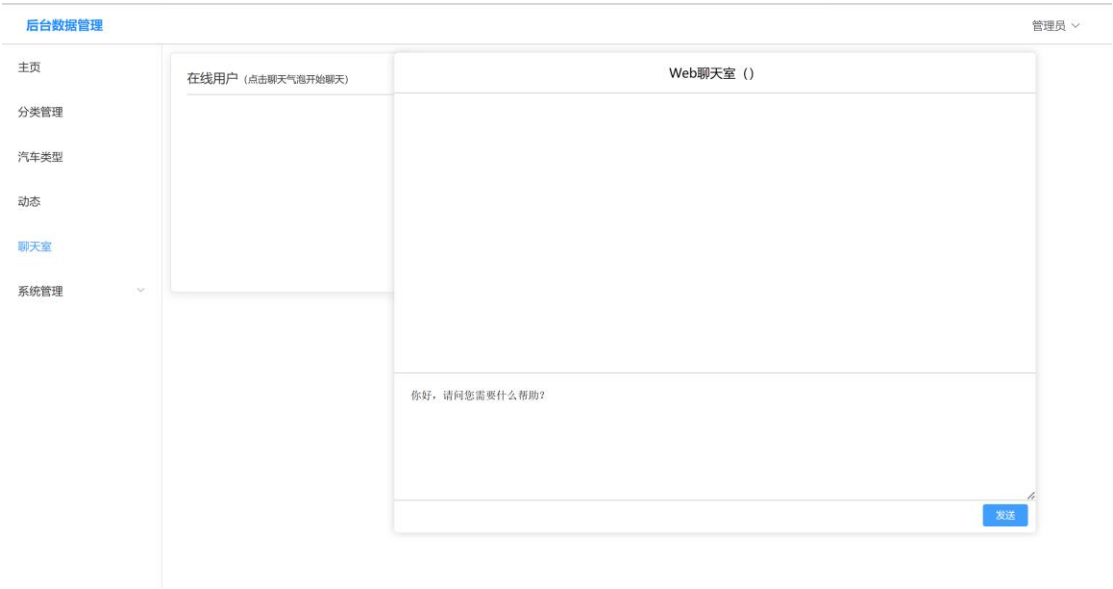 后台数据管理
管理员
主页
分类管理
汽车类型
动态
聊天室
系统管理
在线用户（点击聊天气泡开始聊天）
Web聊天室（）
你好，请问您需要什么帮助？
发送